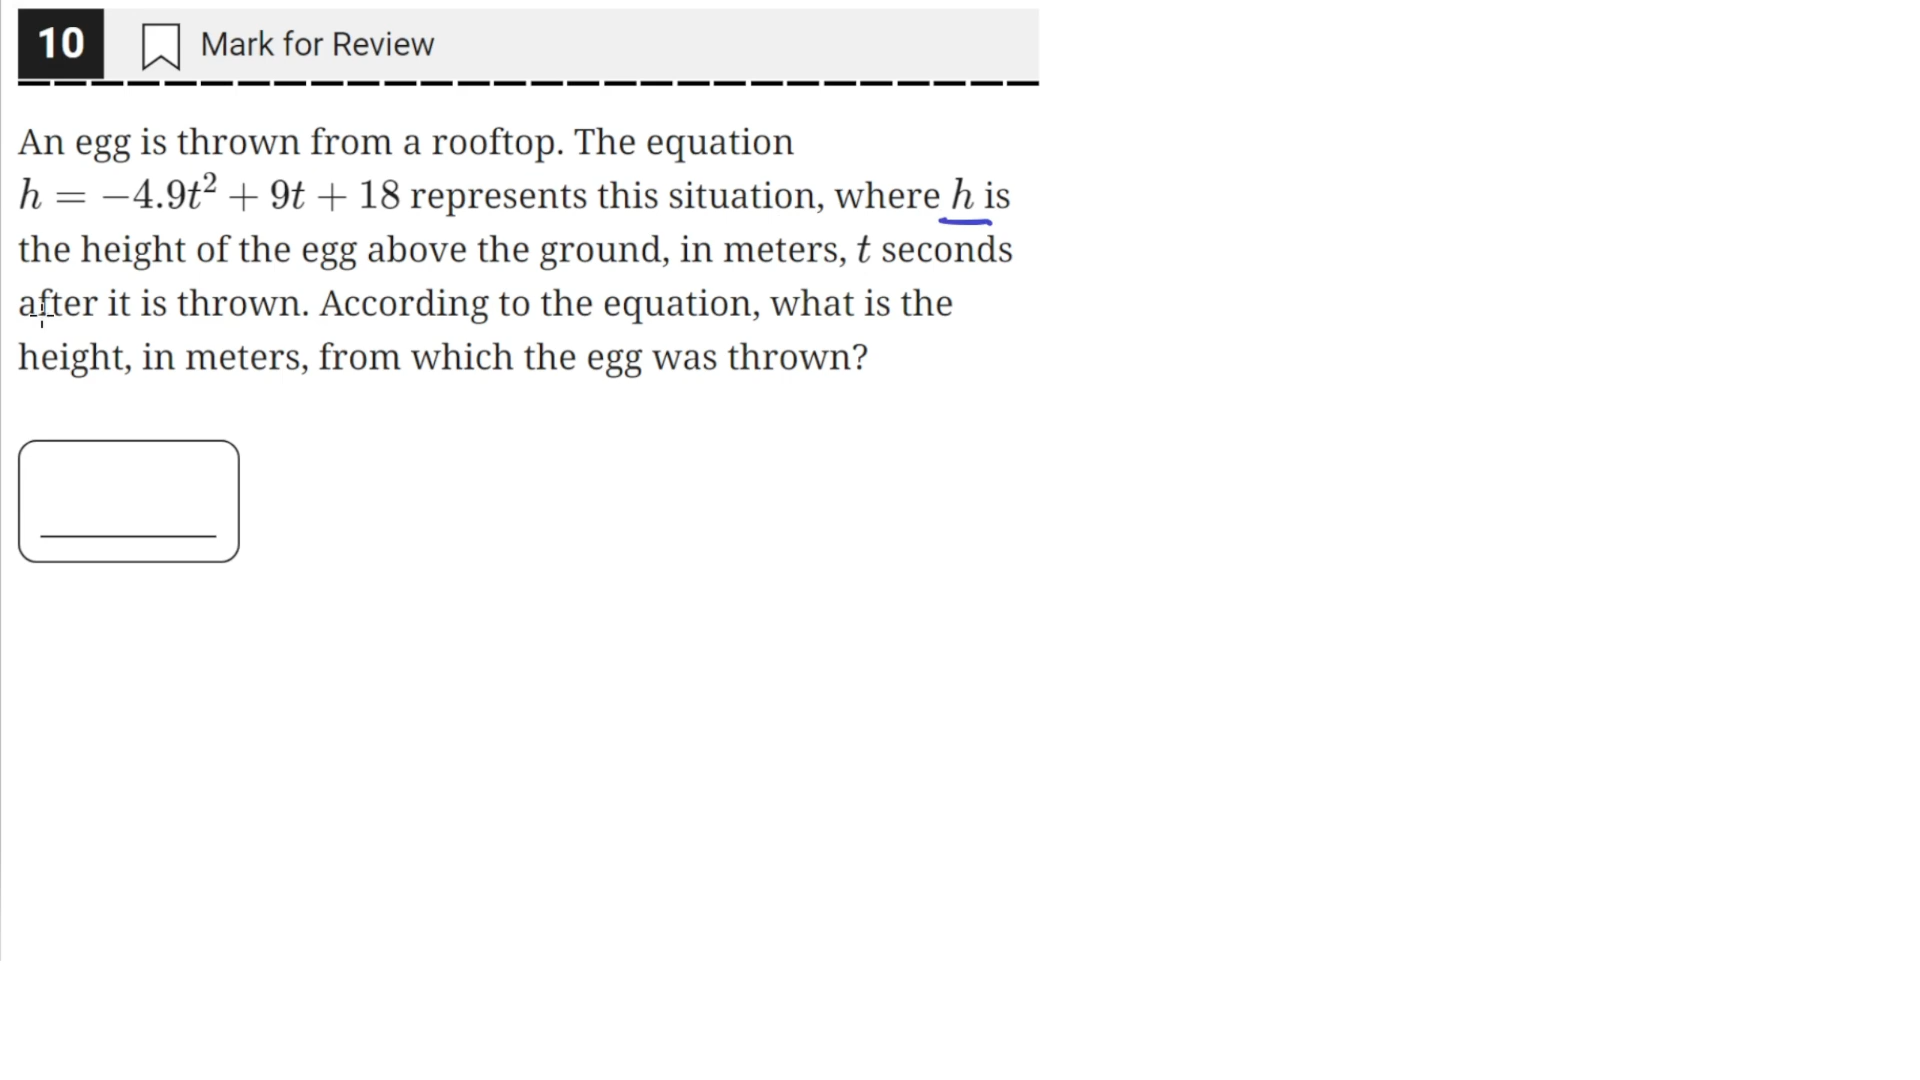 10 Mark for Review
An egg is thrown from a rooftop. The equation
h = −4.9t² + 9t + 18 represents this situation, where h is
the height of the egg above the ground, in meters, t seconds
after it is thrown. According to the equation, what is the
height, in meters, from which the egg was thrown?